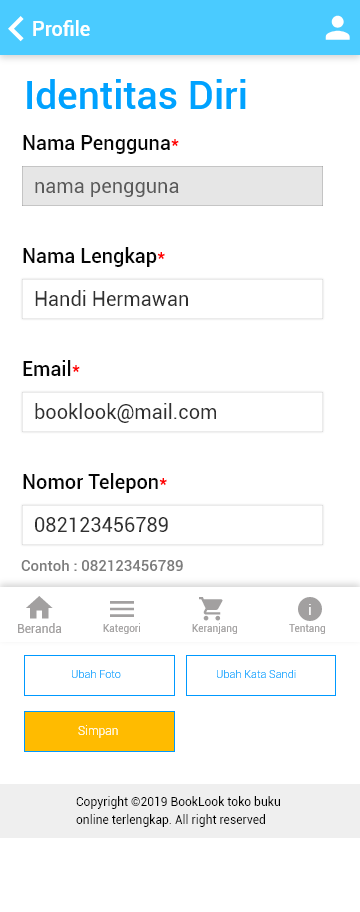 Profile
Identitas Diri
Nama Pengguna*
nama pengguna
Nama Lengkap*
Handi Hermawan
Email*
booklook@mail.com
Nomor Telepon*
082123456789
Contoh : 082123456789
Beranda
Kategori
Keranjang
Tentang
Ubah Foto
Ubah Kata Sandi
Simpan
Copyright ©2019 BookLook toko buku
online terlengkap. All right reserved